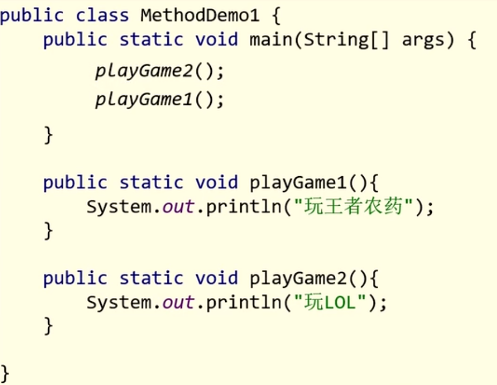 public class MethodDemo1 {
    public static void main(String[] args) {
        playGame2();
        playGame1();
    }

    public static void playGame1(){
        System.out.println("玩王者农药");
    }

    public static void playGame2(){
        System.out.println("玩LOL");
    }

}